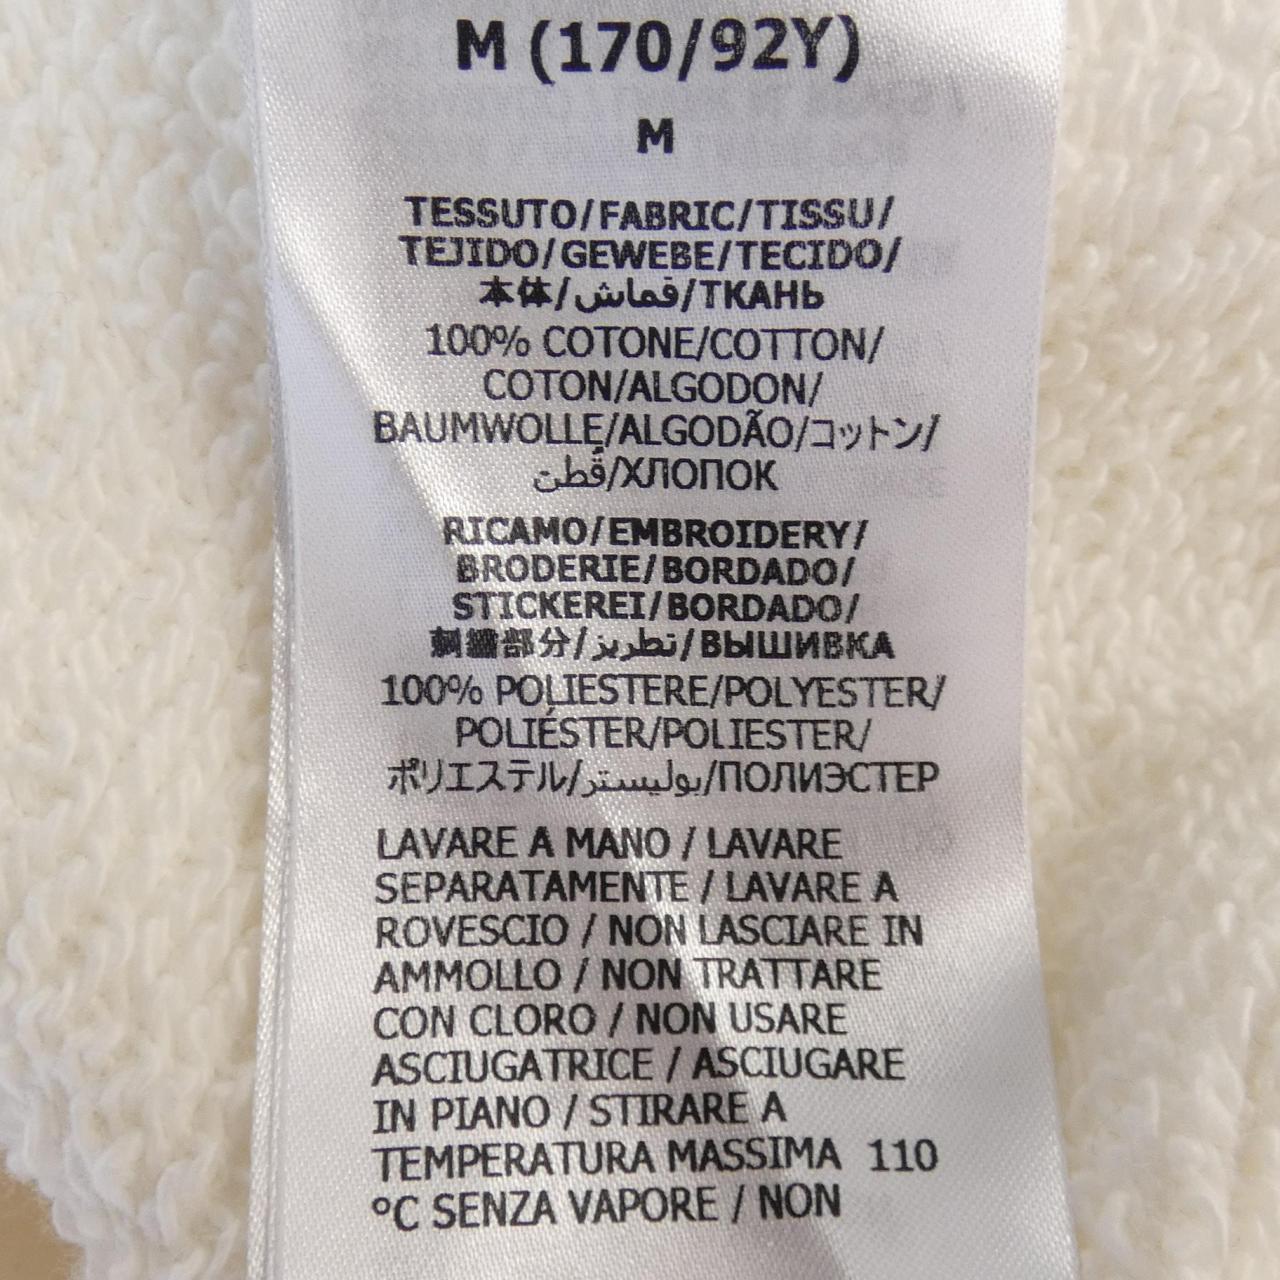 M (170/92Y)
M
TESSUTO/FABRIC/TISSU/
TEJIDO/GEWEBE/TECIDO/
本体/قماش/ТКАНЬ
100% COTONE/COTTON/
COTON/ALGODON/
BAUMWOLLE/ALGODÃO/コットン/
قُطن/ХЛОПОК
RICAMO/EMBROIDERY/
BRODERIE/BORDADO/
STICKEREI/BORDADO/
刺繍部分/تطريز/ВЫШИВКА
100% POLIESTERE/POLYESTER/
POLIÉSTER/POLIESTER/
ポリエステル/بوليستر/ПОЛИЭСТЕР
LAVARE A MANO / LAVARE
SEPARATAMENTE / LAVARE A
ROVESCIO / NON LASCIARE IN
AMMOLLO / NON TRATTARE
CON CLORO / NON USARE
ASCIUGATRICE / ASCIUGARE
IN PIANO / STIRARE A
TEMPERATURA MASSIMA 110
°C SENZA VAPORE / NON